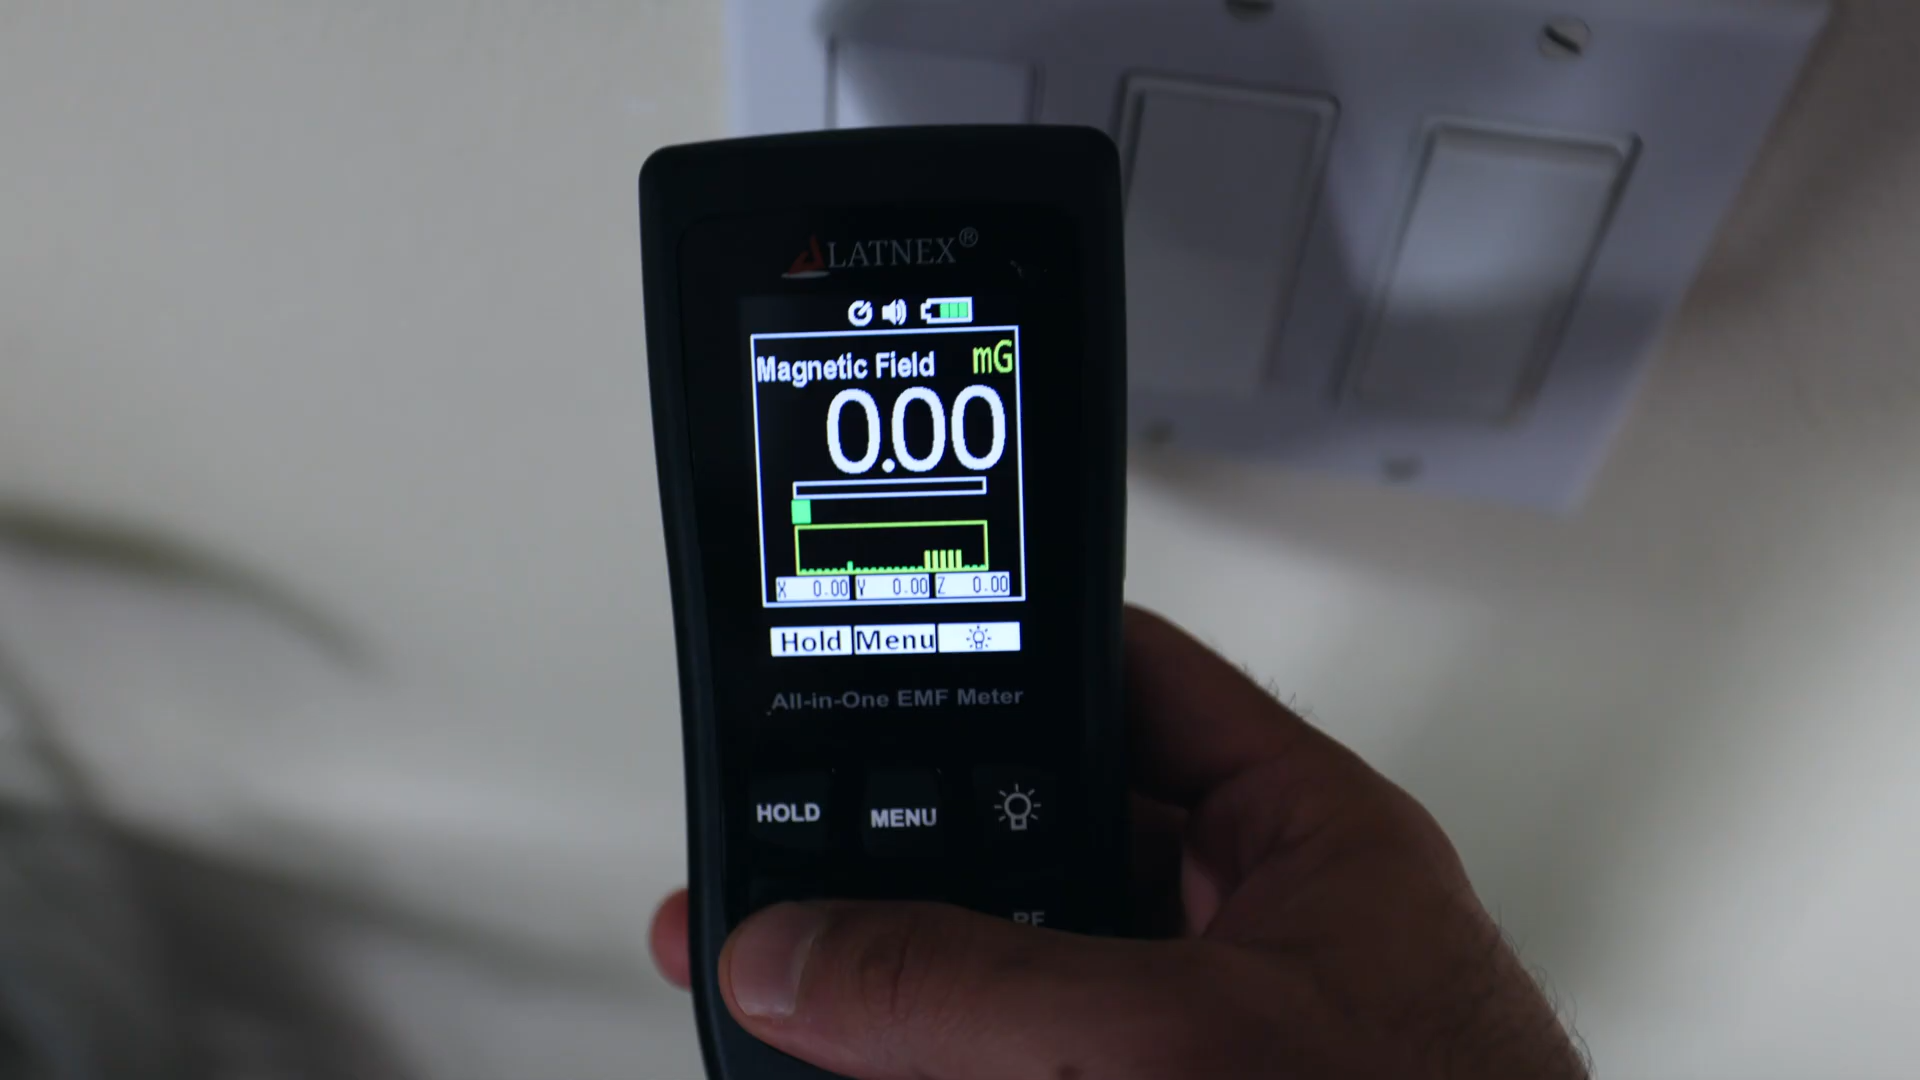 LATNEX®
Magnetic Field mG
0.00
X 0.00 Y 0.00 Z 0.00
Hold Menu
All-in-One EMF Meter
HOLD MENU
RF